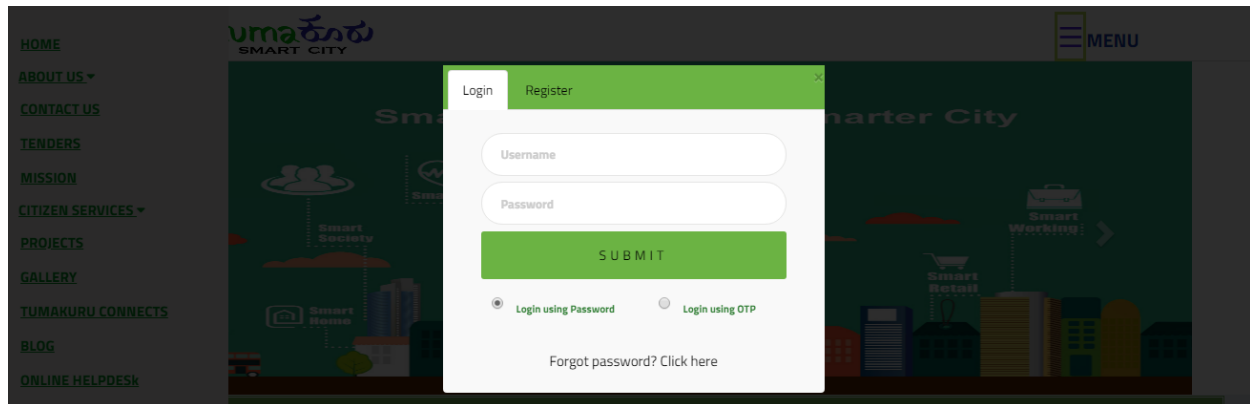 HOME
ABOUT US
CONTACT US
TENDERS
MISSION
CITIZEN SERVICES
PROJECTS
GALLERY
TUMAKURU CONNECTS
BLOG
ONLINE HELPDESk
umaಕೂರು
SMART CITY
MENU
Login Register ×
Username
Password
SUBMIT
Login using Password Login using OTP
Forgot password? Click here
City
Smart
Society
Smart
Home
Smart
Working
Smart
Retail